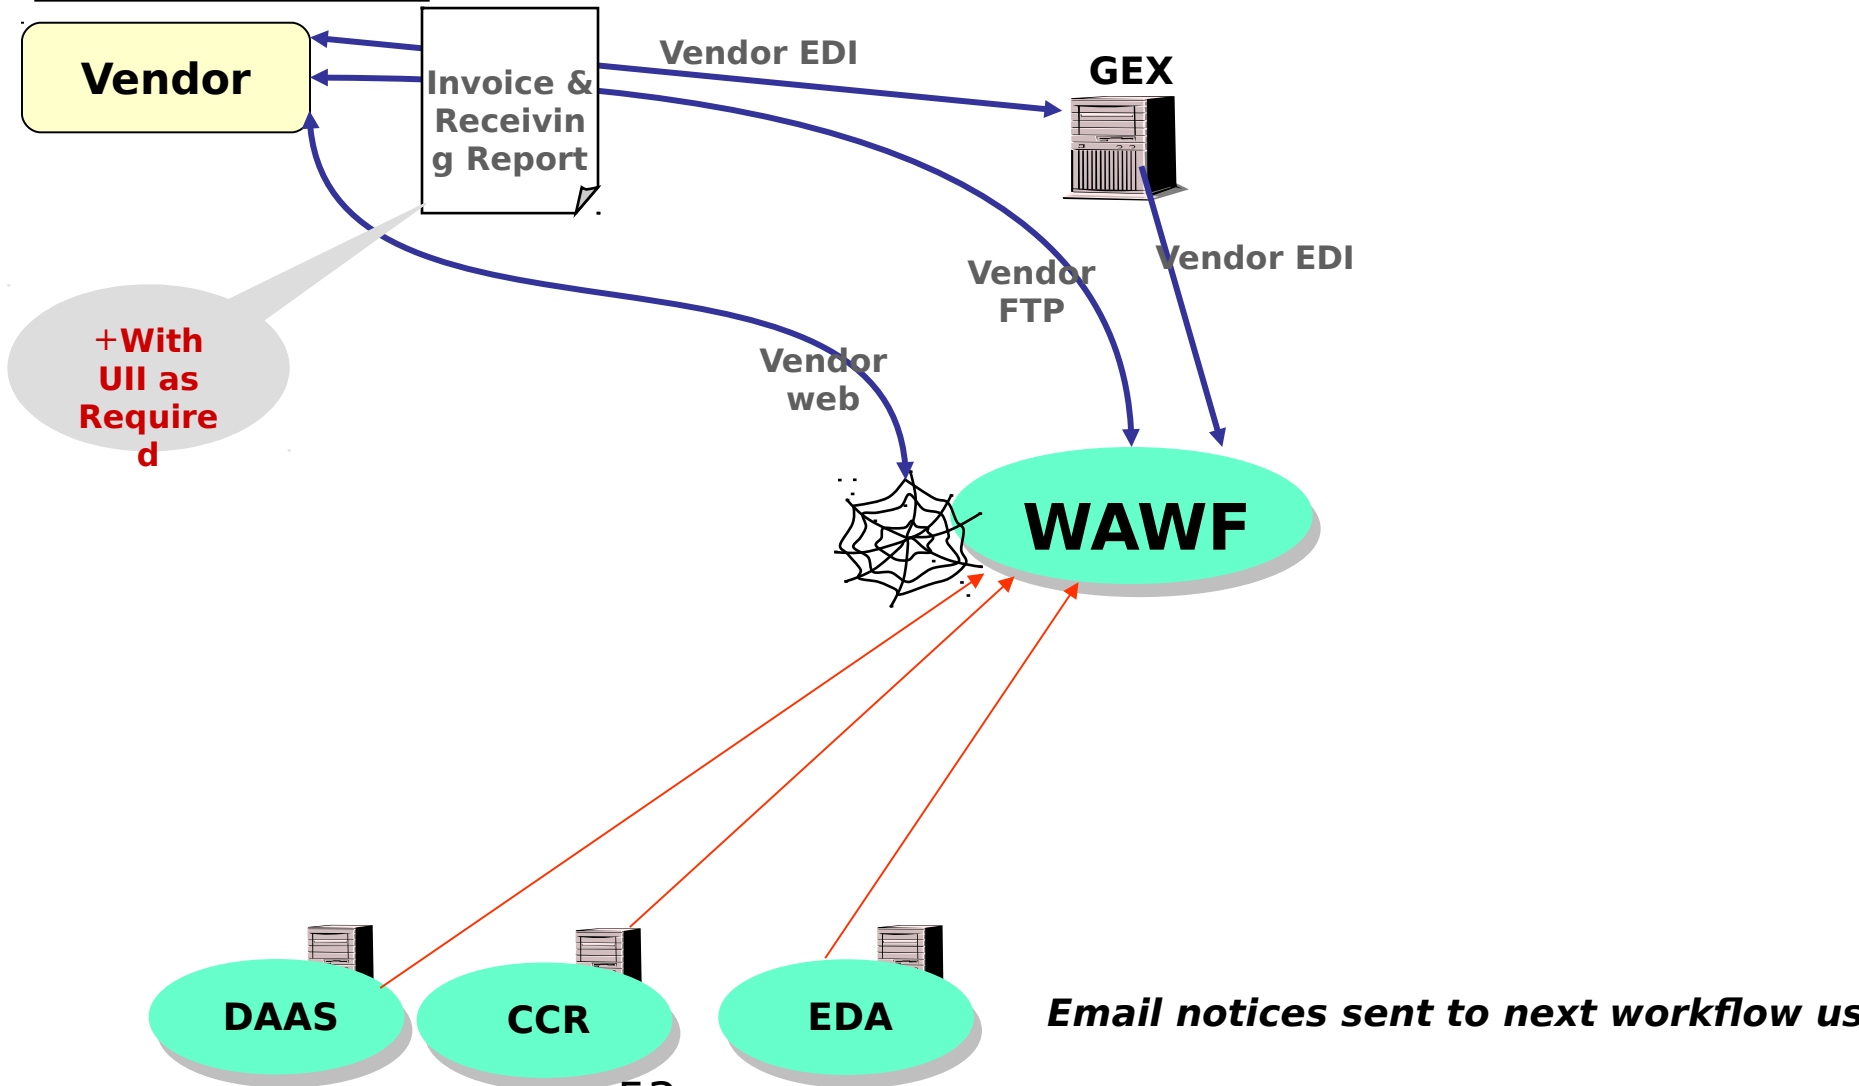 Vendor
Invoice &
Receivin
g Report
Vendor EDI
GEX
Vendor EDI
Vendor
FTP
+With
UII as
Require
d
Vendor
web
WAWF
DAAS
CCR
EDA
Email notices sent to next workflow us